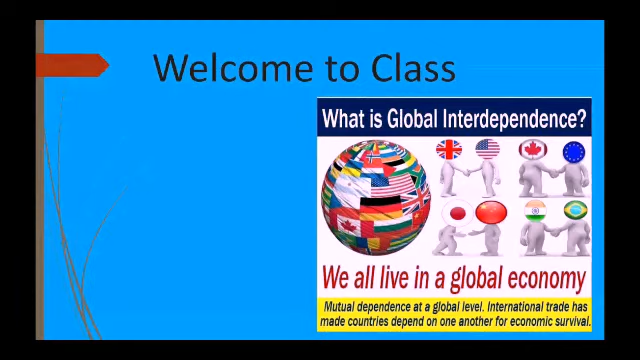 Welcome to Class
What is Global Interdependence?
We all live in a global economy
Mutual dependence at a global level. International trade has
made countries depend on one another for economic survival.